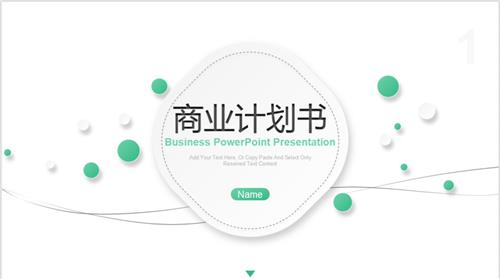 1
商业计划书
Business PowerPoint Presentation
Add Your Text Here, Or Copy Paste And Select Only
Reserved Text Context
Name